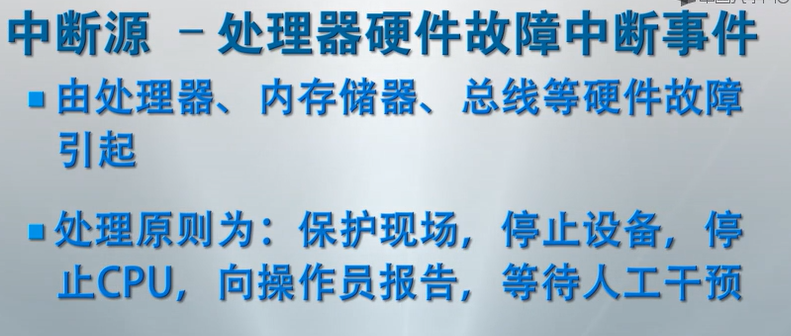 中断源 －处理器硬件故障中断事件
由处理器、内存储器、总线等硬件故障
引起
处理原则为：保护现场，停止设备，停
止CPU，向操作员报告，等待人工干预